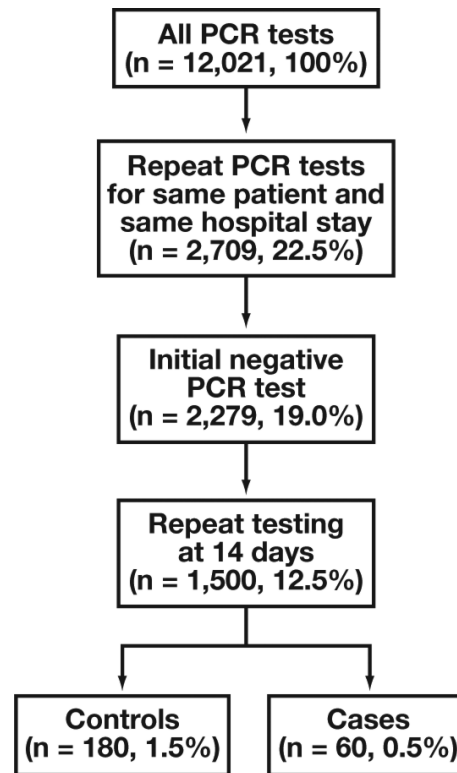 All PCR tests
(n = 12,021, 100%)
Repeat PCR tests
for same patient and
same hospital stay
(n = 2,709, 22.5%)
Initial negative
PCR test
(n = 2,279, 19.0%)
Repeat testing
at 14 days
(n = 1,500, 12.5%)
Controls
(n = 180, 1.5%)
Cases
(n = 60, 0.5%)